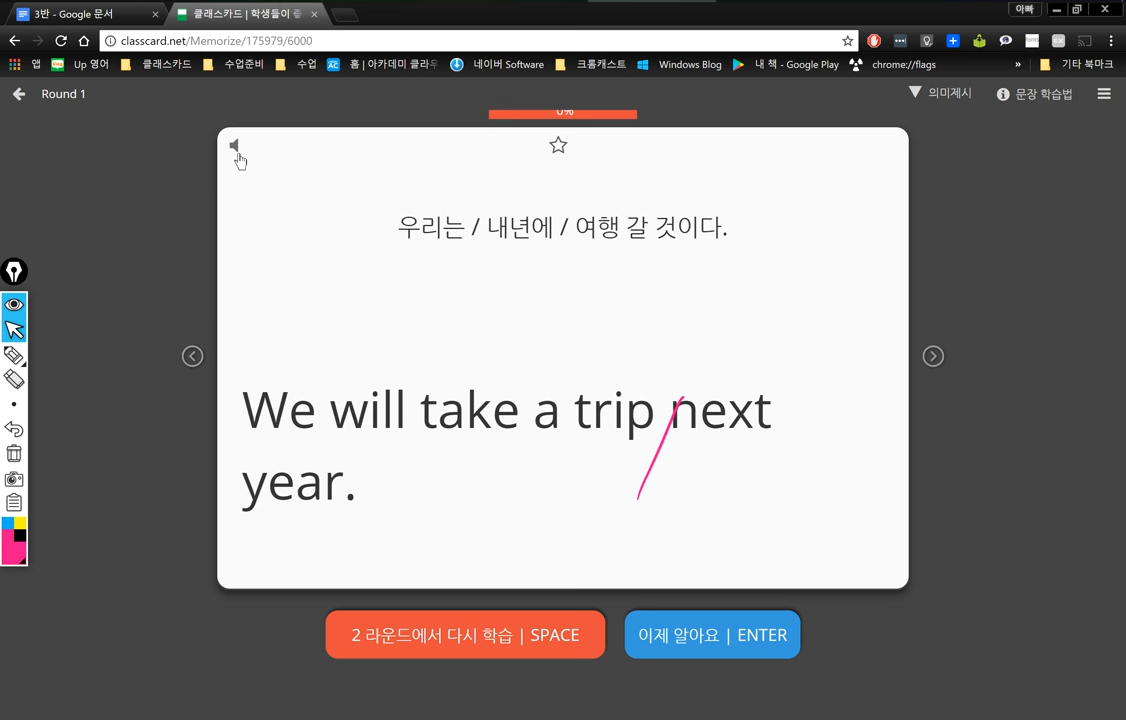 3반 - Google 문서
클래스카드 | 학생들이 즐
아빠
classcard.net/Memorize/175979/6000
앱 Up 영어 클래스카드 수업준비 수업 홈 | 아카데미 클라우 네이버 Software 크롬캐스트 Windows Blog 내 책 - Google Play chrome://flags » 기타 북마크
Round 1
의미제시
문장 학습법
0%
우리는 / 내년에 / 여행 갈 것이다.
We will take a trip next
year.
2 라운드에서 다시 학습 | SPACE
이제 알아요 | ENTER